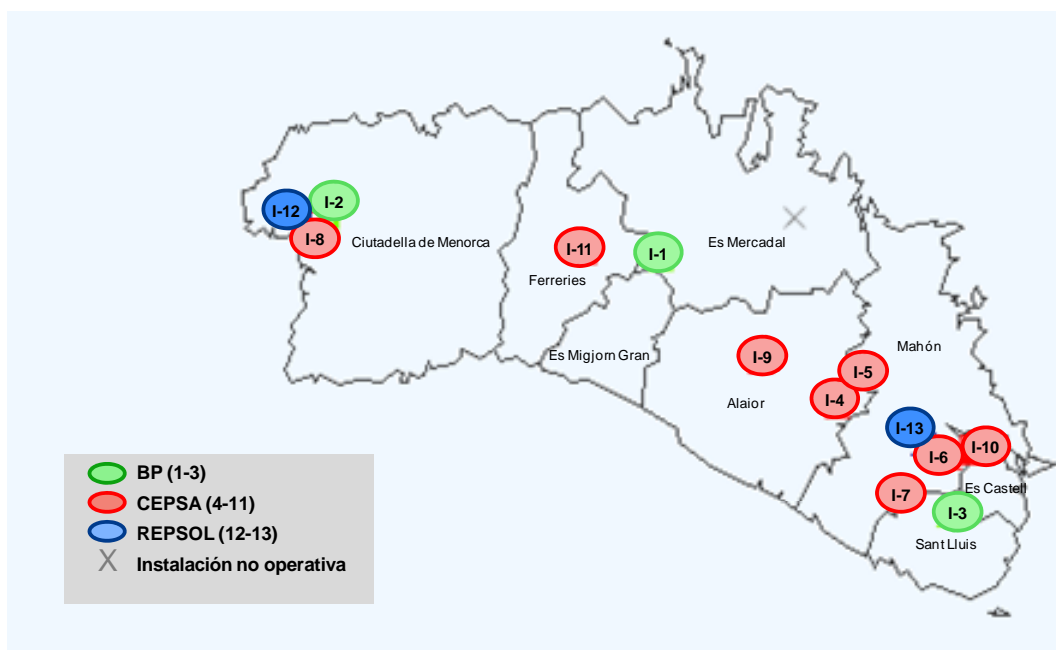 I-2
I-12
I-8
Ciutadella de Menorca
I-11
Ferreries
I-1
Es Mercadal
Es Migjorn Gran
I-9
Alaior
Mahón
I-5
I-4
I-13
I-6
I-10
I-7
Es Castell
I-3
Sant Lluis
BP (1-3)
CEPSA (4-11)
REPSOL (12-13)
X Instalación no operativa